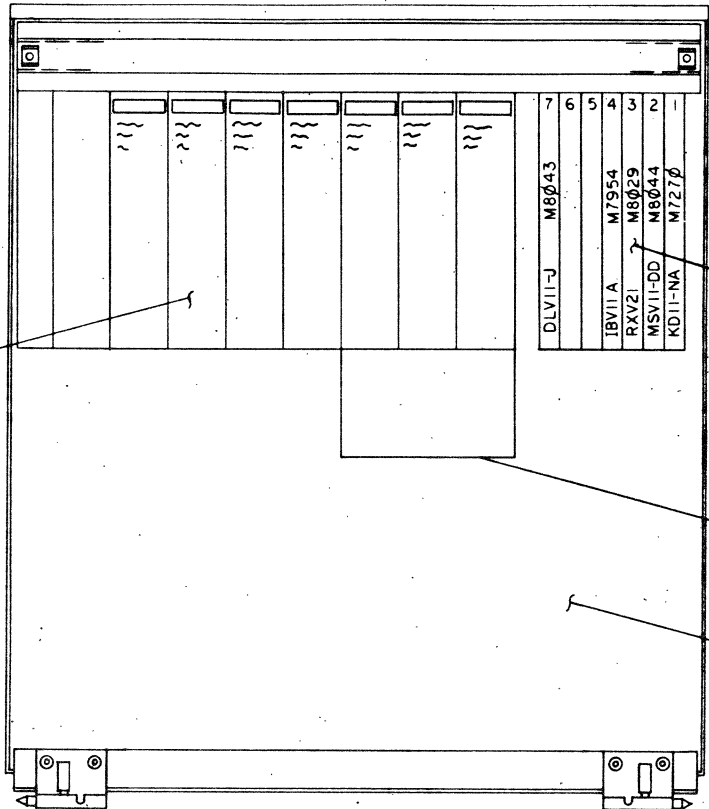 7 DLV11-J M8Ø43
6
5
4 IBV11 A M7954
3 RXV21 M8Ø29
2 MSV11-DD M8Ø44
1 KD11-NA M727Ø